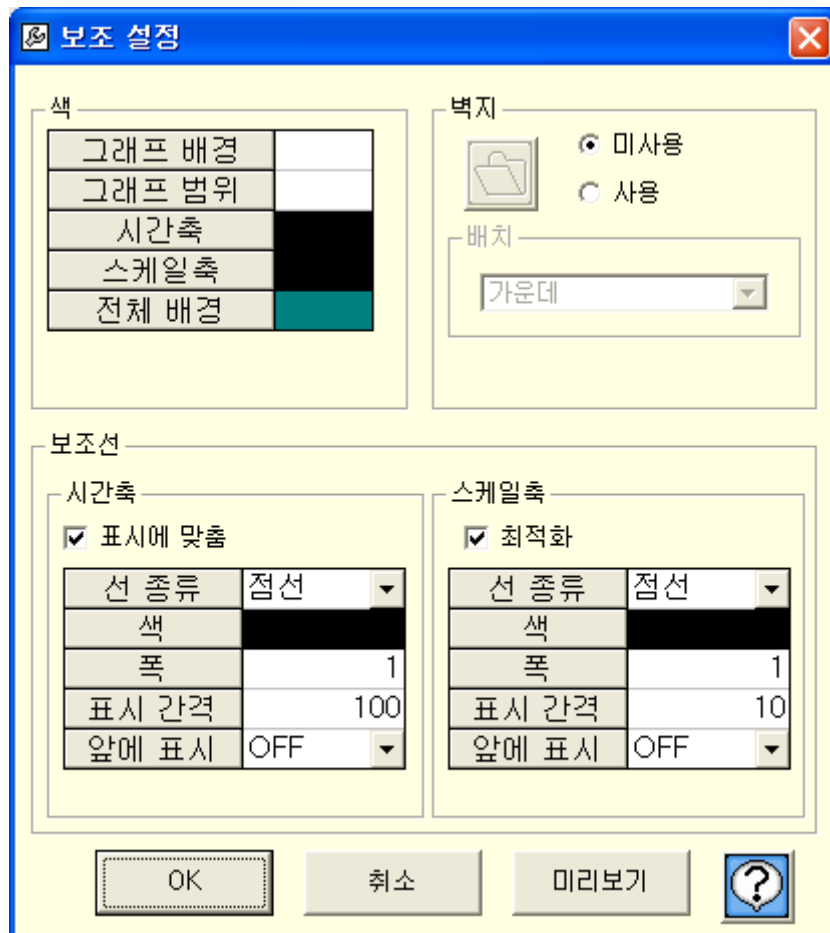 보조 설정
색
그래프 배경
그래프 범위
시간축
스케일축
전체 배경
벽지
미사용
사용
배치
가운데
보조선
시간축
표시에 맞춤
선 종류 점선
색
폭 1
표시 간격 100
앞에 표시 OFF
스케일축
최적화
선 종류 점선
색
폭 1
표시 간격 10
앞에 표시 OFF
OK 취소 미리보기 ?